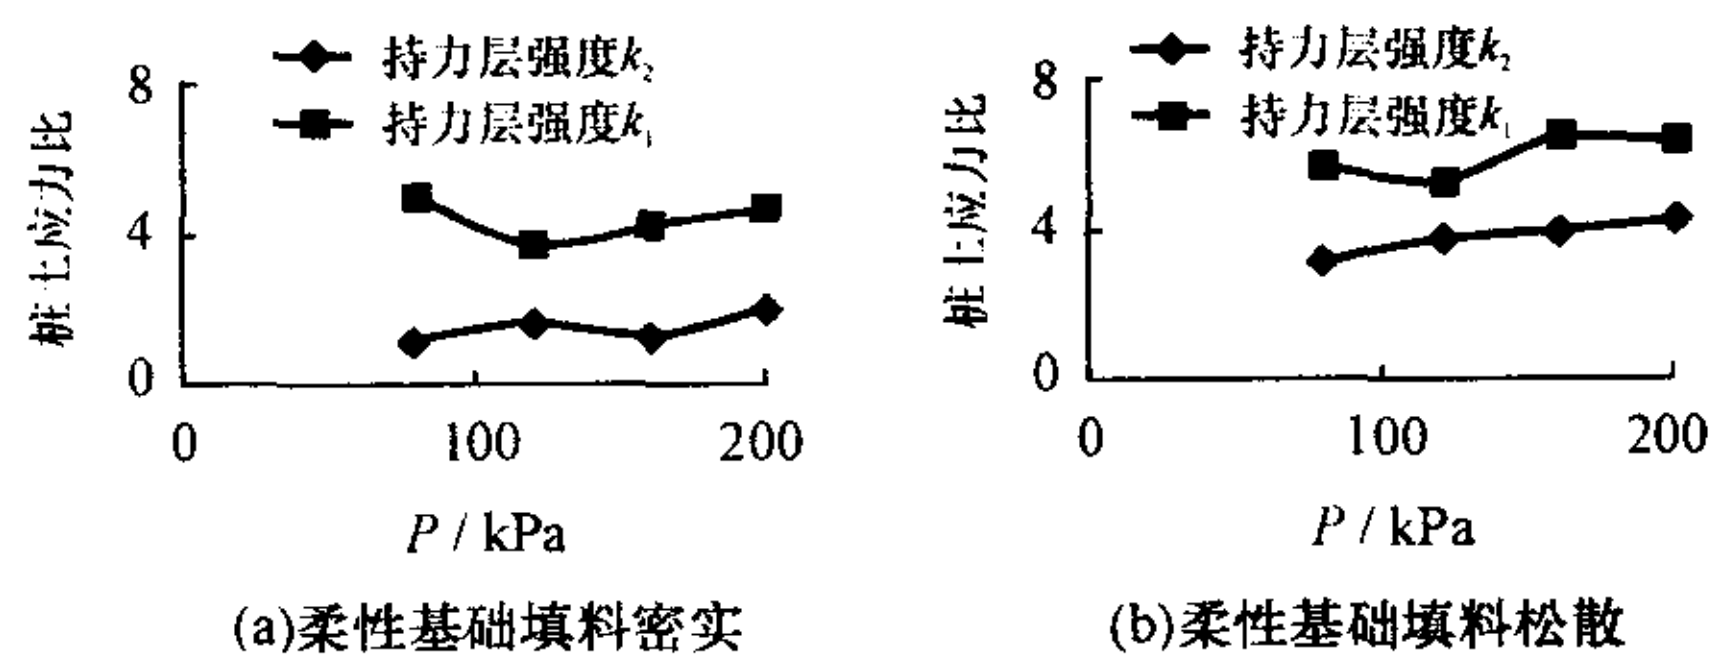 持力层强度k₂
持力层强度k₁
8
4
0
桩土应力比
0 100 200
P / kPa
(a)柔性基础填料密实
持力层强度k₂
持力层强度k₁
8
4
0
桩土应力比
0 100 200
P / kPa
(b)柔性基础填料松散